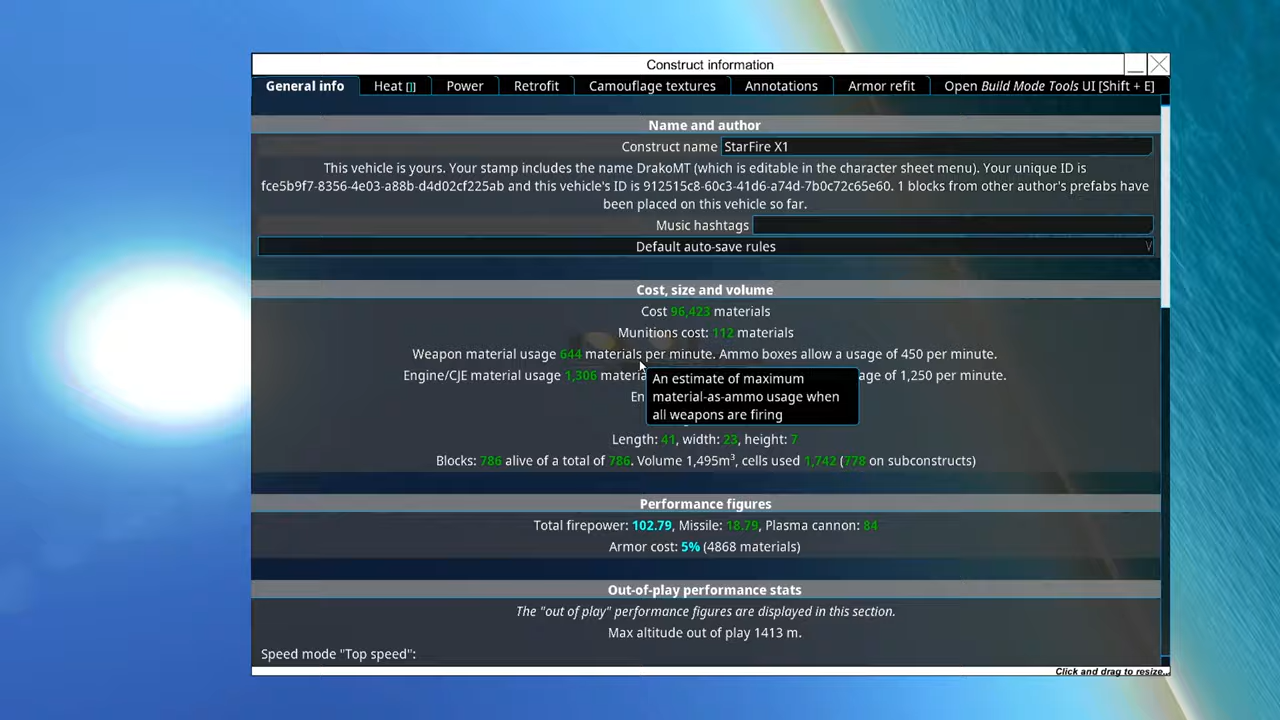 Construct information
General info Heat [] Power Retrofit Camouflage textures Annotations Armor refit Open Build Mode Tools UI [Shift + E]
Name and author
Construct name StarFire X1
This vehicle is yours. Your stamp includes the name DrakoMT (which is editable in the character sheet menu). Your unique ID is
fce5b9f7-8356-4e03-a88b-d4d02cf225ab and this vehicle's ID is 912515c8-60c3-41d6-a74d-7b0c72c65e60. 1 blocks from other author's prefabs have
been placed on this vehicle so far.
Music hashtags
Default auto-save rules V
Cost, size and volume
Cost 96,423 materials
Munitions cost: 112 materials
Weapon material usage 644 materials per minute. Ammo boxes allow a usage of 450 per minute.
Engine/CJE material usage 1,306 materia age of 1,250 per minute.
An estimate of maximum
material-as-ammo usage when
all weapons are firing
En
Length: 41, width: 23, height: 7
Blocks: 786 alive of a total of 786. Volume 1,495m³, cells used 1,742 (778 on subconstructs)
Performance figures
Total firepower: 102.79, Missile: 18.79, Plasma cannon: 84
Armor cost: 5% (4868 materials)
Out-of-play performance stats
The "out of play" performance figures are displayed in this section.
Max altitude out of play 1413 m.
Speed mode "Top speed":
Click and drag to resize...